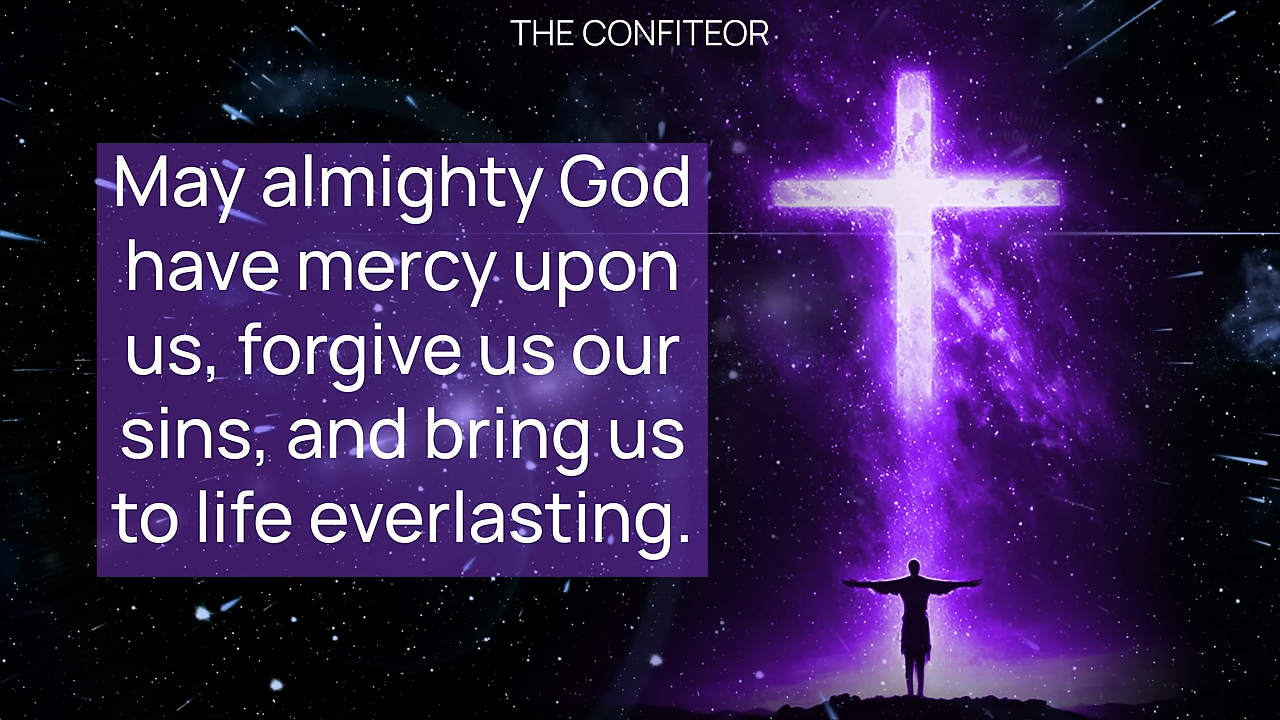 THE CONFITEOR
May almighty God
have mercy upon
us, forgive us our
sins, and bring us
to life everlasting.